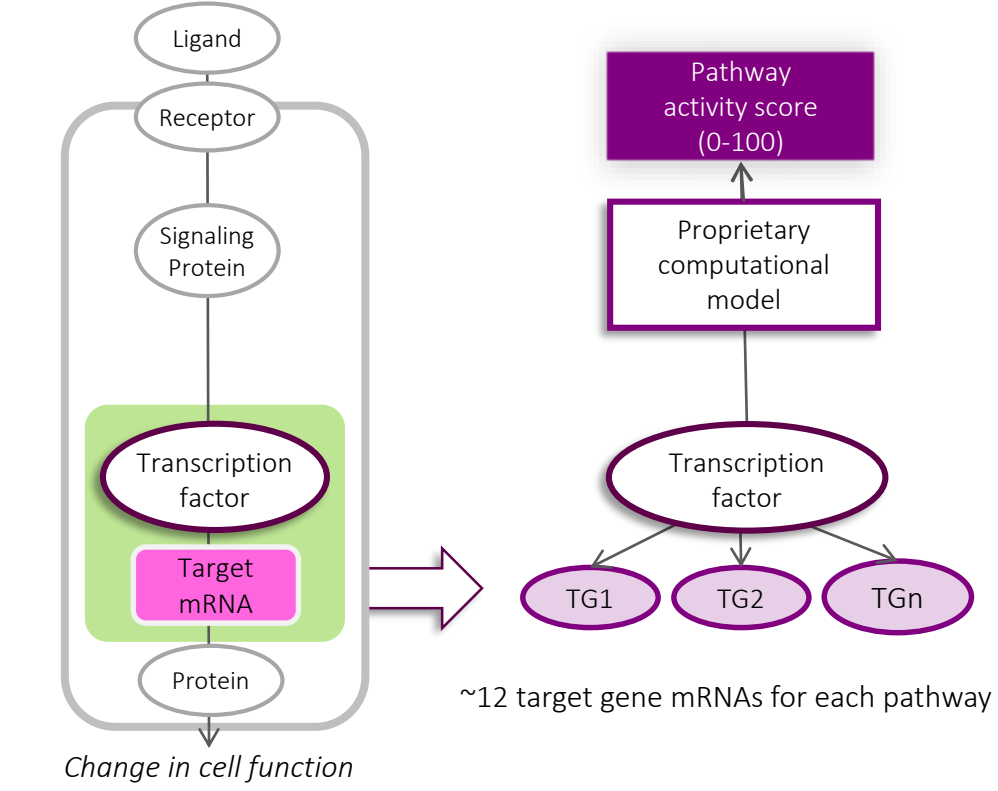 Ligand
Receptor
Signaling
Protein
Transcription
factor
Target
mRNA
Protein
Change in cell function
Pathway
activity score
(0-100)
Proprietary
computational
model
Transcription
factor
TG1
TG2
TGn
~12 target gene mRNAs for each pathway